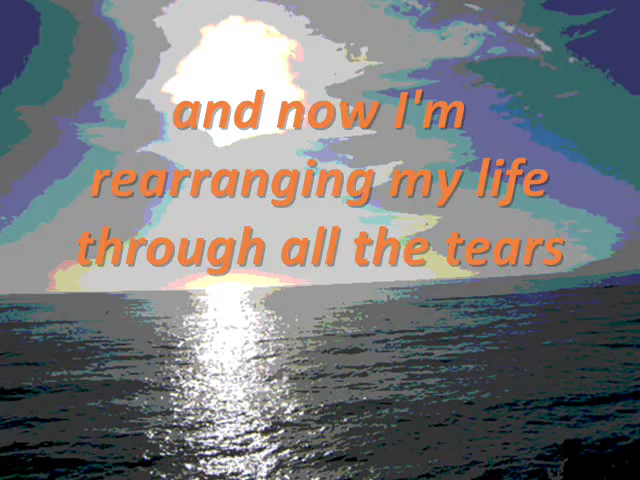 and now I'm
rearranging my life
through all the tears